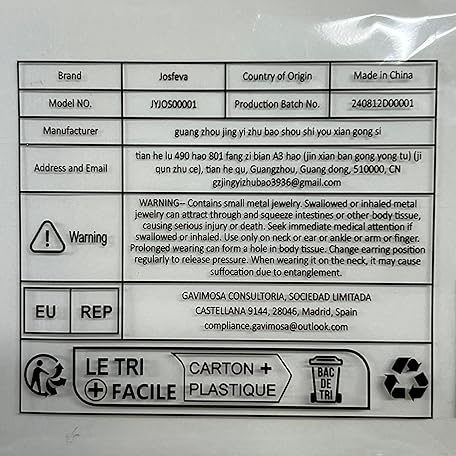 Brand Josfeva Country of Origin Made in China
Model NO. JYJOS00001 Production Batch No. 240812D00001
Manufacturer guang zhou jing yi zhu bao shou shi you xian gong si
Address and Email tian he lu 490 hao 801 fang zi bian A3 hao (jin xian ban gong yong tu) (ji
qun zhu ce), tian he qu, Guangzhou, Guang dong, 510000, CN
gzjingyizhubao3936@gmail.com
Warning
WARNING-- Contains small metal jewelry. Swallowed or inhaled metal
jewelry can attract through and squeeze intestines or other body tissue,
causing serious injury or death. Seek immediate medical attention if
swallowed or inhaled. Use only on neck or ear or ankle or arm or finger.
Prolonged wearing can form a hole in body tissue. Change earring position
regularly to release pressure. When wearing it on the neck, it may cause
suffocation due to entanglement.
EU REP
GAVIMOSA CONSULTORIA, SOCIEDAD LIMITADA
CASTELLANA 9144, 28046, Madrid, Spain
compliance.gavimosa@outlook.com
LE TRI
+ FACILE
CARTON +
PLASTIQUE
BAC
DE
TRI